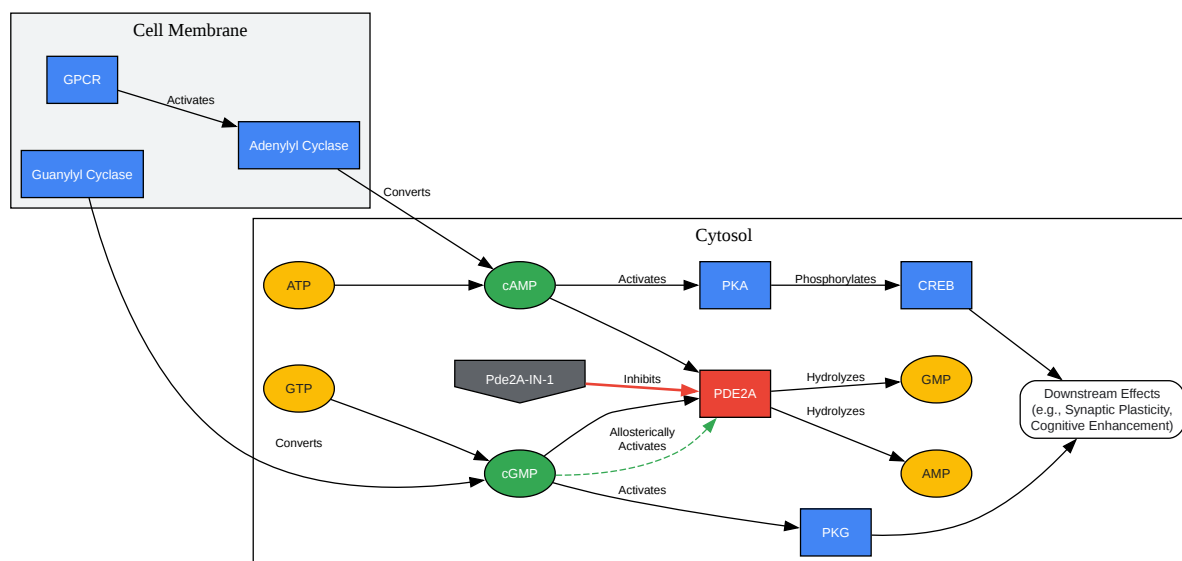 Cell Membrane
GPCR
Activates
Adenylyl Cyclase
Guanylyl Cyclase
Converts
Cytosol
ATP
cAMP
Activates
PKA
Phosphorylates
CREB
GTP
Pde2A-IN-1
Inhibits
PDE2A
Hydrolyzes
GMP
Hydrolyzes
Downstream Effects
(e.g., Synaptic Plasticity,
Cognitive Enhancement)
Converts
Allosterically
Activates
cGMP
Activates
AMP
PKG